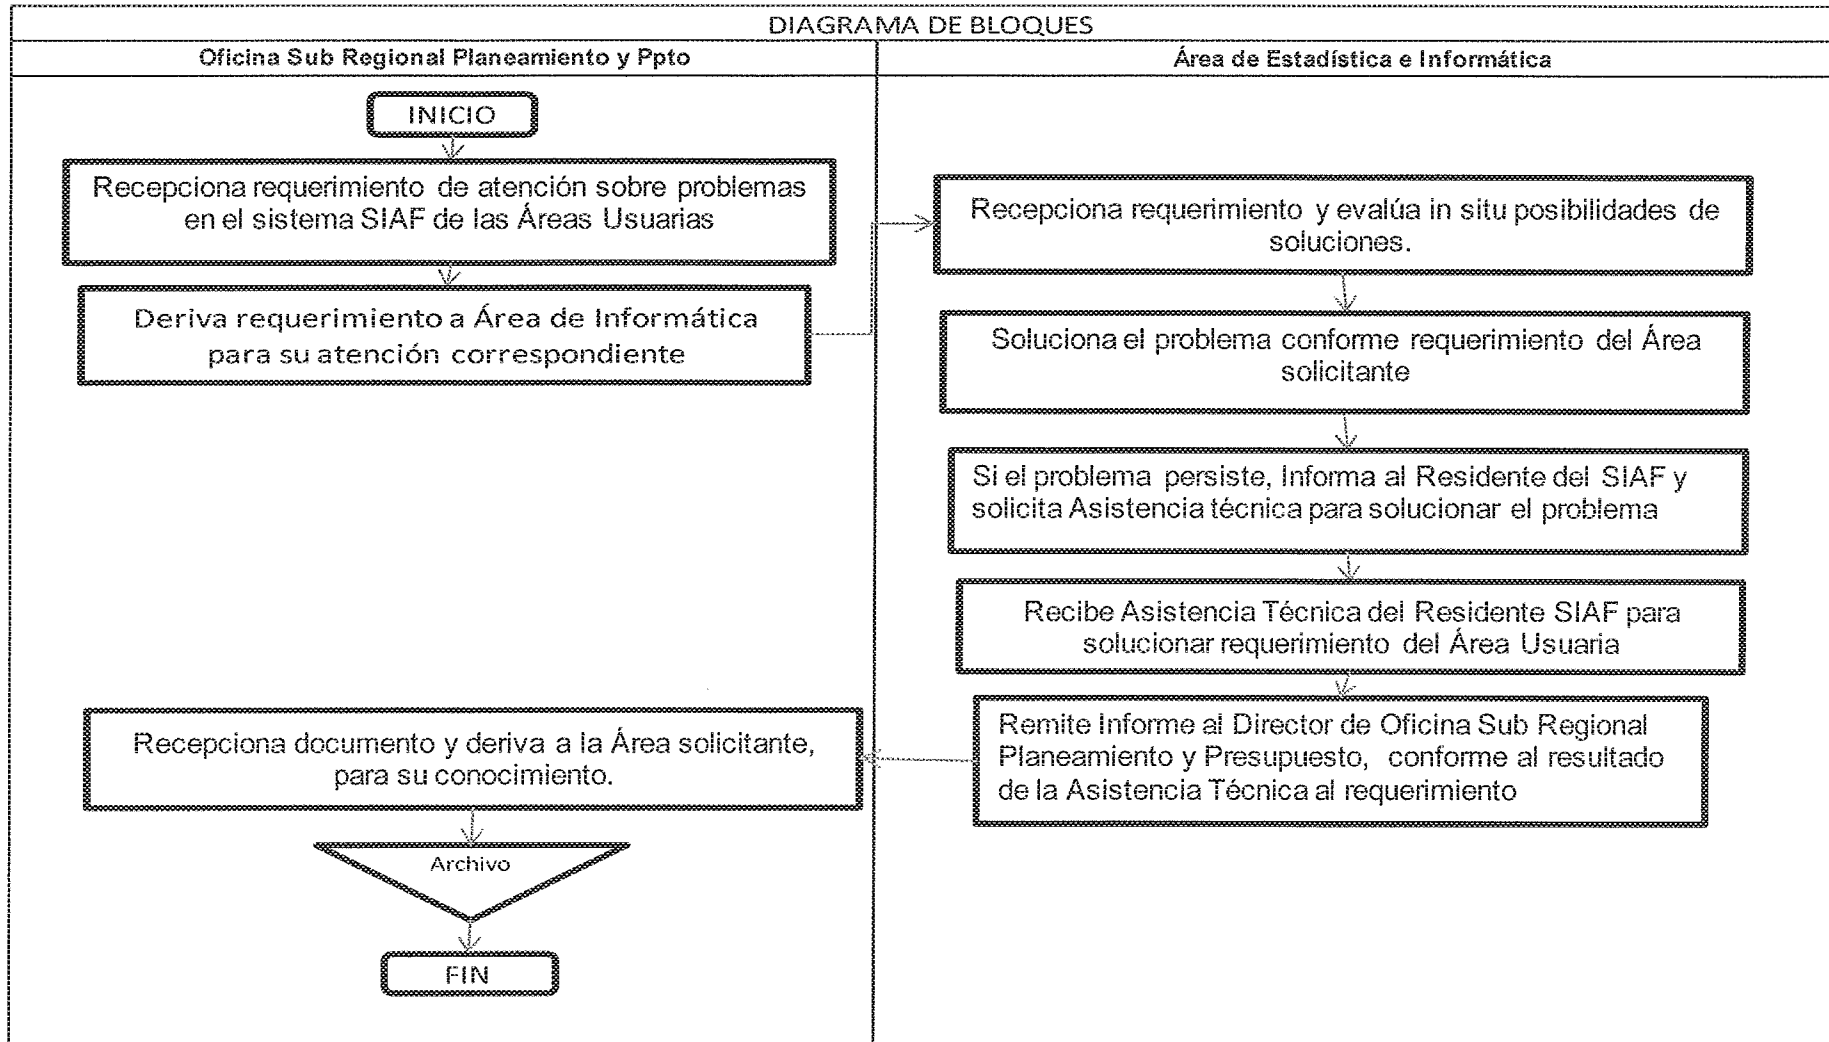 DIAGRAMA DE BLOQUES
Oficina Sub Regional Planeamiento y Ppto
Área de Estadística e Informática
INICIO
Recepciona requerimiento de atención sobre problemas
en el sistema SIAF de las Áreas Usuarias
Deriva requerimiento a Área de Informática
para su atención correspondiente
Recepciona requerimiento y evalúa in situ posibilidades de
soluciones.
Soluciona el problema conforme requerimiento del Área
solicitante
Si el problema persiste, Informa al Residente del SIAF y
solicita Asistencia técnica para solucionar el problema
Recibe Asistencia Técnica del Residente SIAF para
solucionar requerimiento del Área Usuaria
Remite Informe al Director de Oficina Sub Regional
Planeamiento y Presupuesto, conforme al resultado
de la Asistencia Técnica al requerimiento
Recepciona documento y deriva a la Área solicitante,
para su conocimiento.
Archivo
FIN